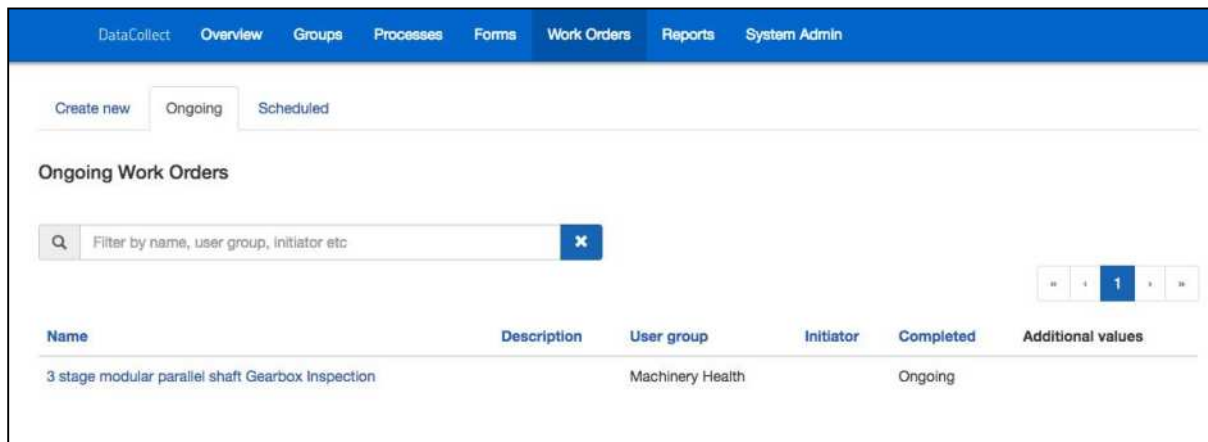 DataCollect Overview Groups Processes Forms Work Orders Reports System Admin
Create new Ongoing Scheduled
Ongoing Work Orders
Filter by name, user group, initiator etc
« ‹ 1 › »
Name Description User group Initiator Completed Additional values
3 stage modular parallel shaft Gearbox Inspection Machinery Health Ongoing